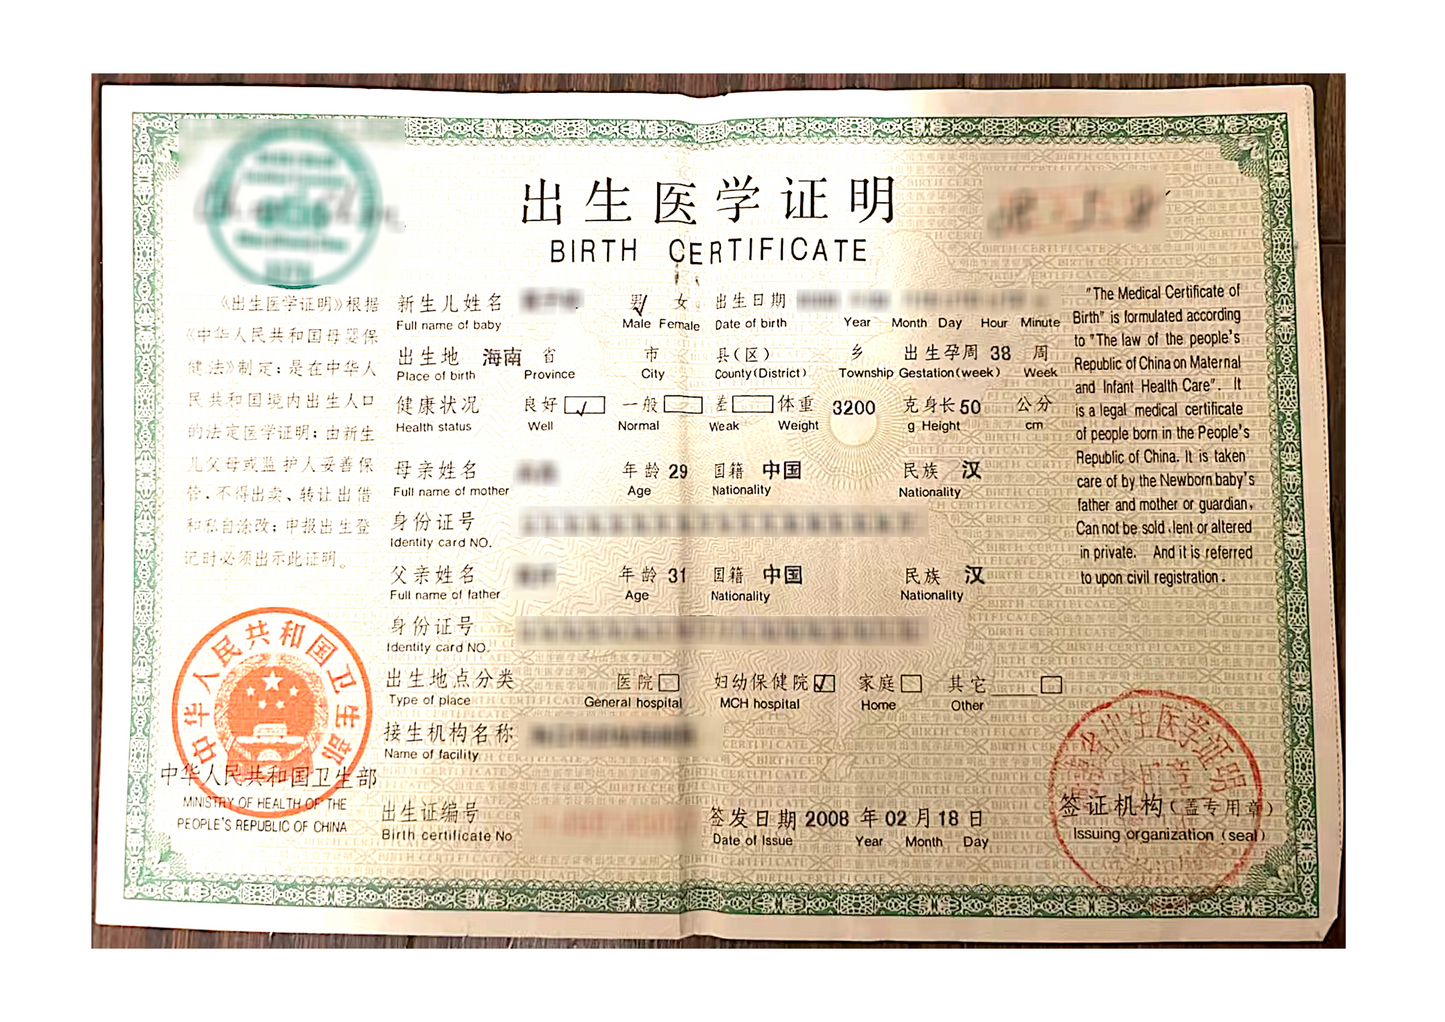 出生医学证明
BIRTH CERTIFICATE
《出生医学证明》根据
《中华人民共和国母婴保
健法》制定；是在中华人
民共和国境内出生人口
的法定医学证明；由新生
儿父母或监护人妥善保
管，不得出卖、转让出借
和私自涂改；申报出生登
记时必须出示此证明。
中华人民共和国卫生部
中华人民共和国卫生部
MINISTRY OF HEALTH OF THE
PEOPLE'S REPUBLIC OF CHINA
新生儿姓名 男 女 出生日期
Full name of baby Male Female Date of birth Year Month Day Hour Minute
出生地 海南 省 市 县(区) 乡 出生孕周 38 周
Place of birth Province City County(District) Township Gestation(week) Week
健康状况 良好 一般 差 体重 3200 克 身长 50 公分
Health status Well Normal Weak Weight g Height cm
母亲姓名 年龄 29 国籍 中国 民族 汉
Full name of mother Age Nationality Nationality
身份证号
Identity card NO.
父亲姓名 年龄 31 国籍 中国 民族 汉
Full name of father Age Nationality Nationality
身份证号
Identity card NO.
出生地点分类 医院 妇幼保健院 家庭 其它
Type of place General hospital MCH hospital Home Other
接生机构名称
Name of facility
出生证编号 签发日期 2008 年 02 月 18 日
Birth certificate No Date of Issue Year Month Day
"The Medical Certificate of
Birth" is formulated according
to "The law of the people's
Republic of China on Maternal
and Infant Health Care". It
is a legal medical certificate
of people born in the People's
Republic of China. It is taken
care of by the Newborn baby's
father and mother or guardian,
Can not be sold ,lent or altered
in private. And it is referred
to upon civil registration.
出生医学证明
签证机构(盖专用章)
Issuing organization (seal)